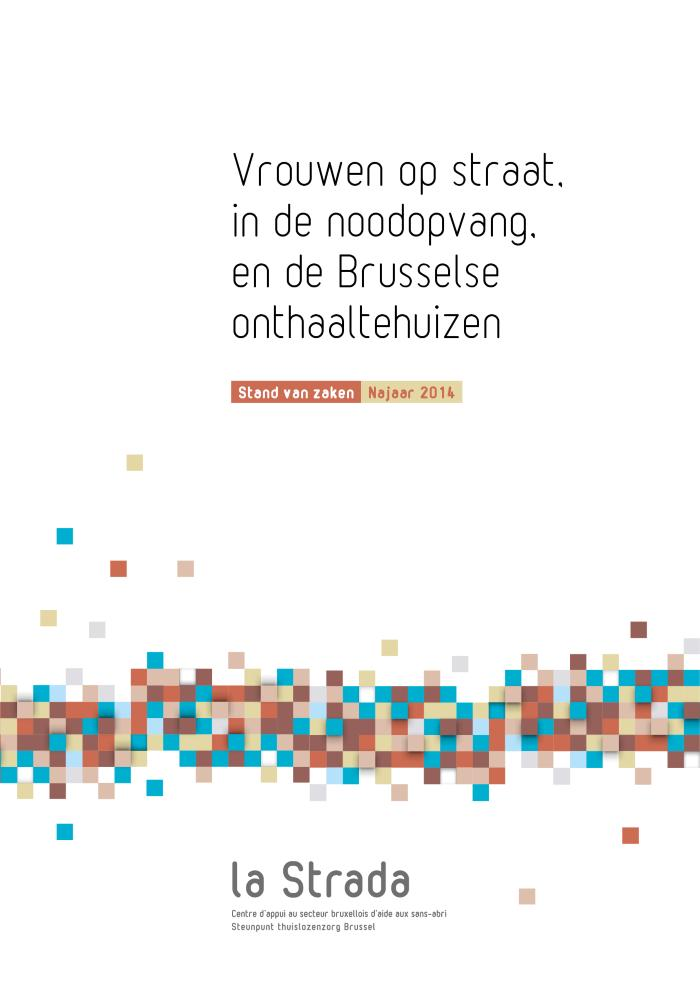 Vrouwen op straat,
in de noodopvang,
en de Brusselse
onthaaltehuizen
Stand van zaken Najaar 2014
la Strada
Centre d'appui au secteur bruxellois d'aide aux sans-abri
Steunpunt thuislozenzorg Brussel